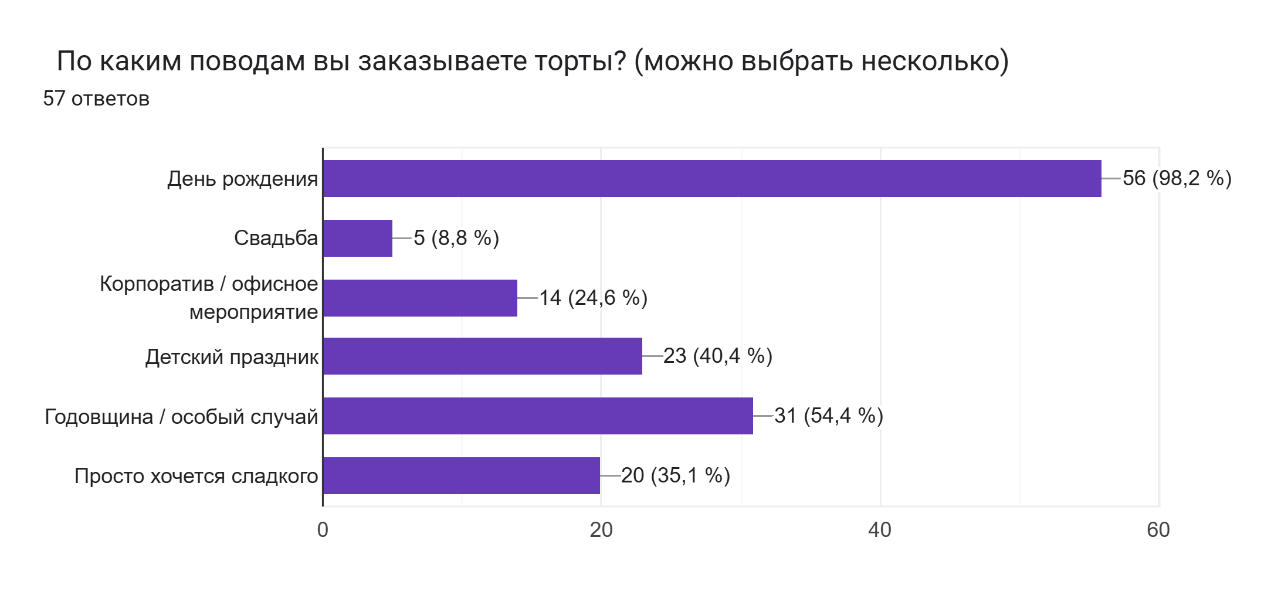 По каким поводам вы заказываете торты? (можно выбрать несколько)
57 ответов
День рождения
56 (98,2 %)
Свадьба
5 (8,8 %)
Корпоратив / офисное
мероприятие
14 (24,6 %)
Детский праздник
23 (40,4 %)
Годовщина / особый случай
31 (54,4 %)
Просто хочется сладкого
20 (35,1 %)
0
20
40
60